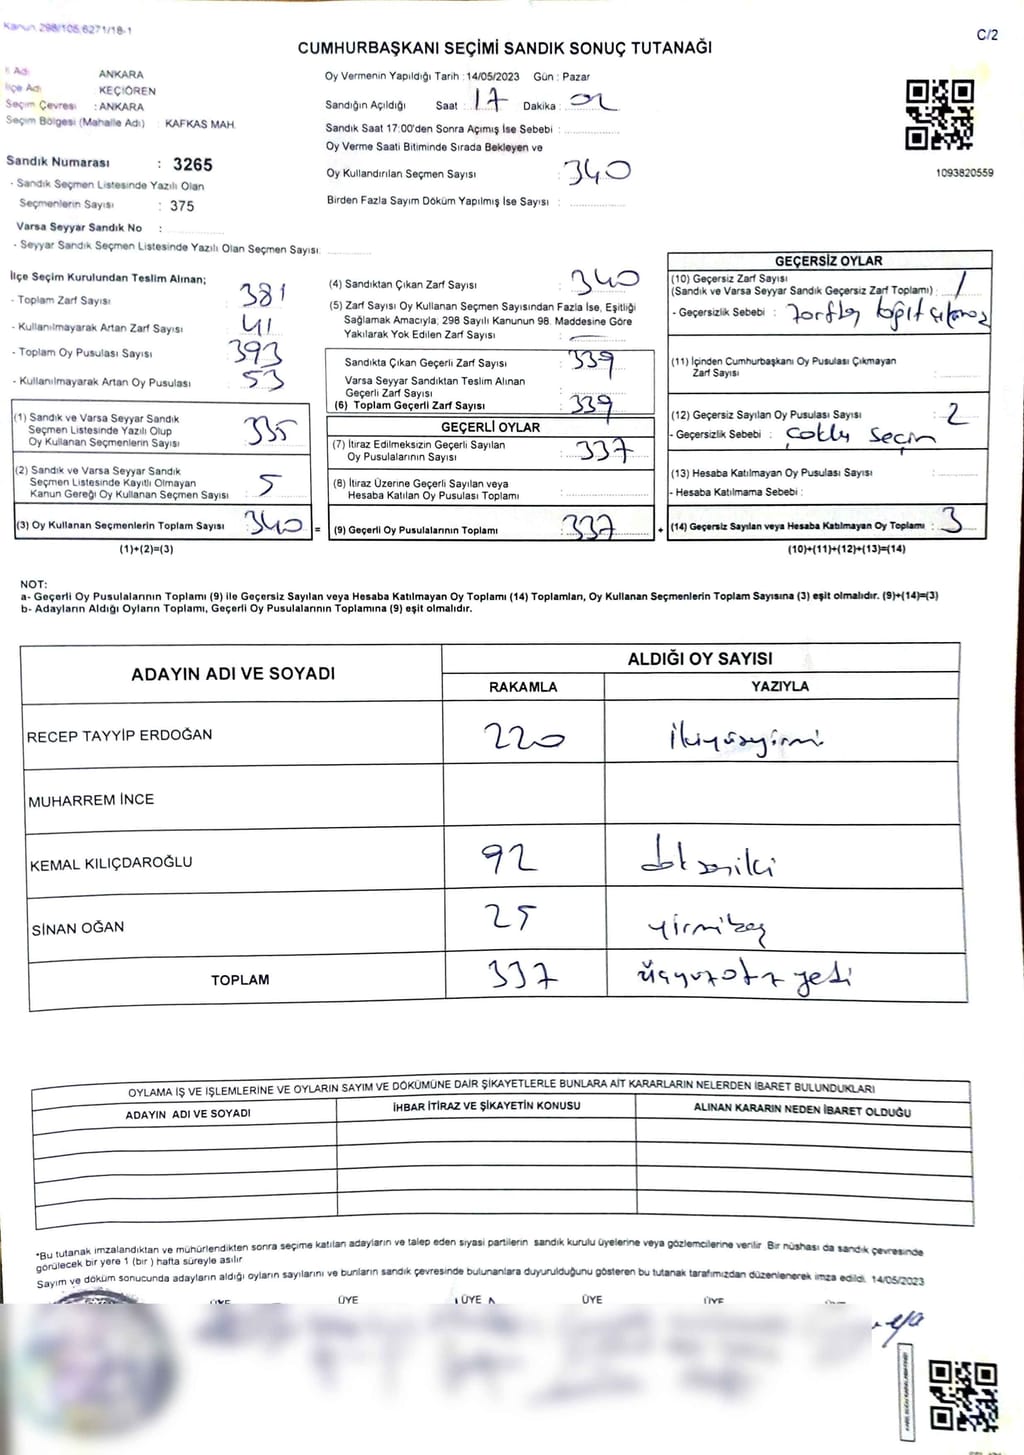 Kanun 298/105,6271/18-1
C/2
CUMHURBAŞKANI SEÇİMİ SANDIK SONUÇ TUTANAĞI
İl Adı : ANKARA
İlçe Adı : KEÇİÖREN
Seçim Çevresi : ANKARA
Seçim Bölgesi (Mahalle Adı) : KAFKAS MAH.
Sandık Numarası : 3265
- Sandık Seçmen Listesinde Yazılı Olan
Seçmenlerin Sayısı : 375
Varsa Seyyar Sandık No :
- Seyyar Sandık Seçmen Listesinde Yazılı Olan Seçmen Sayısı:
Oy Vermenin Yapıldığı Tarih : 14/05/2023 Gün : Pazar
Sandığın Açıldığı Saat : 17 Dakika : 02
Sandık Saat 17:00'den Sonra Açımış İse Sebebi :
Oy Verme Saati Bitiminde Sırada Bekleyen ve
Oy Kullandırılan Seçmen Sayısı : 340
Birden Fazla Sayım Döküm Yapılmış İse Sayısı :
1093820559
İlçe Seçim Kurulundan Teslim Alınan;
- Toplam Zarf Sayısı : 381
- Kullanılmayarak Artan Zarf Sayısı : 41
- Toplam Oy Pusulası Sayısı : 393
- Kullanılmayarak Artan Oy Pusulası : 53
(1) Sandık ve Varsa Seyyar Sandık
Seçmen Listesinde Yazılı Olup
Oy Kullanan Seçmenlerin Sayısı : 335
(2) Sandık ve Varsa Seyyar Sandık
Seçmen Listesinde Kayıtlı Olmayan
Kanun Gereği Oy Kullanan Seçmen Sayısı : 5
(3) Oy Kullanan Seçmenlerin Toplam Sayısı : 340 =
(1)+(2)=(3)
(4) Sandıktan Çıkan Zarf Sayısı : 340
(5) Zarf Sayısı Oy Kullanan Seçmen Sayısından Fazla İse, Eşitliği
Sağlamak Amacıyla; 298 Sayılı Kanunun 98. Maddesine Göre
Yakılarak Yok Edilen Zarf Sayısı : —
Sandıkta Çıkan Geçerli Zarf Sayısı : 339
Varsa Seyyar Sandıktan Teslim Alınan
Geçerli Zarf Sayısı :
(6) Toplam Geçerli Zarf Sayısı : 339
GEÇERLİ OYLAR
(7) İtiraz Edilmeksizin Geçerli Sayılan
Oy Pusulalarının Sayısı : 337
(8) İtiraz Üzerine Geçerli Sayılan veya
Hesaba Katılan Oy Pusulası Toplamı :
(9) Geçerli Oy Pusulalarının Toplamı : 337 +
GEÇERSİZ OYLAR
(10) Geçersiz Zarf Sayısı
(Sandık ve Varsa Seyyar Sandık Geçersiz Zarf Toplamı) : 1
- Geçersizlik Sebebi : zarftan kağıt çıkmaz
(11) İçinden Cumhurbaşkanı Oy Pusulası Çıkmayan
Zarf Sayısı :
(12) Geçersiz Sayılan Oy Pusulası Sayısı : 2
- Geçersizlik Sebebi : çoklu seçim
(13) Hesaba Katılmayan Oy Pusulası Sayısı :
- Hesaba Katılmama Sebebi :
(14) Geçersiz Sayılan veya Hesaba Katılmayan Oy Toplamı : 3
(10)+(11)+(12)+(13)=(14)
NOT:
a- Geçerli Oy Pusulalarının Toplamı (9) ile Geçersiz Sayılan veya Hesaba Katılmayan Oy Toplamı (14) Toplamları, Oy Kullanan Seçmenlerin Toplam Sayısına (3) eşit olmalıdır. (9)+(14)=(3)
b- Adayların Aldığı Oyların Toplamı, Geçerli Oy Pusulalarının Toplamına (9) eşit olmalıdır.
ADAYIN ADI VE SOYADI
ALDIĞI OY SAYISI
RAKAMLA YAZIYLA
RECEP TAYYİP ERDOĞAN 220 ikiyüzyirmi
MUHARREM İNCE
KEMAL KILIÇDAROĞLU 92 doksaniki
SİNAN OĞAN 25 yirmibeş
TOPLAM 337 üçyüzotuzyedi
OYLAMA İŞ VE İŞLEMLERİNE VE OYLARIN SAYIM VE DÖKÜMÜNE DAİR ŞİKAYETLERLE BUNLARA AİT KARARLARIN NELERDEN İBARET BULUNDUKLARI
ADAYIN ADI VE SOYADI İHBAR İTİRAZ VE ŞİKAYETİN KONUSU ALINAN KARARIN NEDEN İBARET OLDUĞU
*Bu tutanak imzalandıktan ve mühürlendikten sonra seçime katılan adayların ve talep eden siyasi partilerin sandık kurulu üyelerine veya gözlemcilerine verilir. Bir nüshası da sandık çevresinde
görülecek bir yere 1 (bir) hafta süreyle asılır
Sayım ve döküm sonucunda adayların aldığı oyların sayılarını ve bunların sandık çevresinde bulunanlara duyurulduğunu gösteren bu tutanak tarafımızdan düzenlenerek imza edildi. 14/05/2023
ÜYE ÜYE ÜYE ÜYE ÜYE